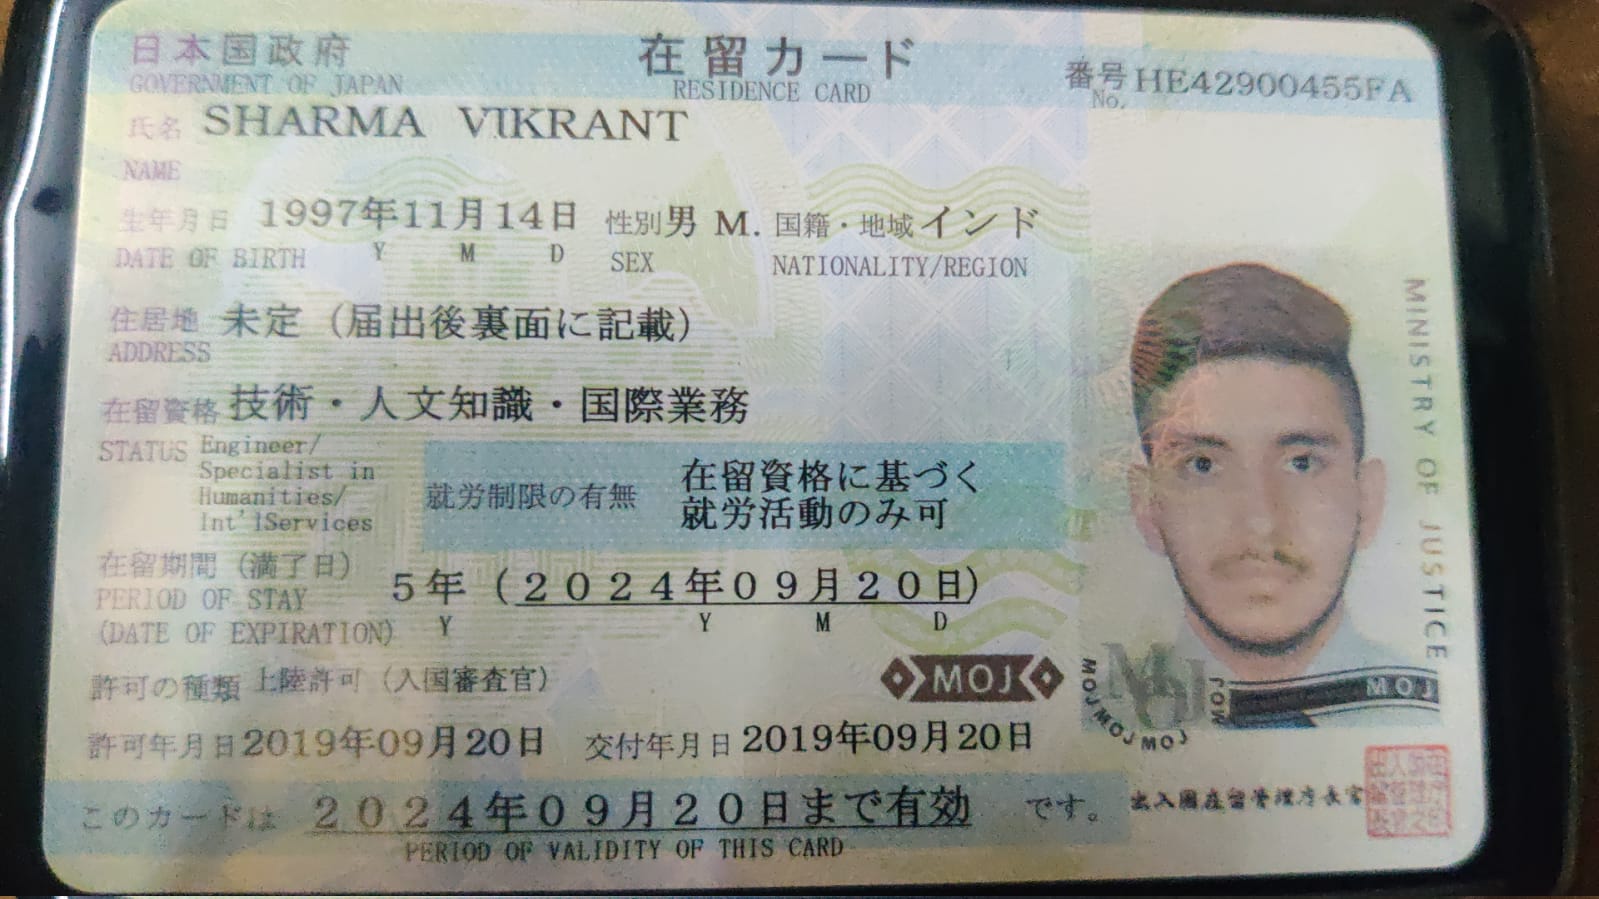 日本国政府 在留カード 番号 HE42900455FA
GOVERNMENT OF JAPAN RESIDENCE CARD No.
氏名 SHARMA VIKRANT
NAME
生年月日 1997年11月14日 性別 男 M. 国籍・地域 インド
DATE OF BIRTH Y M D SEX NATIONALITY/REGION
住居地 未定（届出後裏面に記載）
ADDRESS
在留資格 技術・人文知識・国際業務
STATUS Engineer/
Specialist in
Humanities/
Int'lServices
就労制限の有無 在留資格に基づく
就労活動のみ可
在留期間（満了日） 5年（2024年09月20日）
PERIOD OF STAY
(DATE OF EXPIRATION) Y Y M D
許可の種類 上陸許可（入国審査官）
MOJ
許可年月日 2019年09月20日 交付年月日 2019年09月20日
このカードは 2024年09月20日まで有効 です。
PERIOD OF VALIDITY OF THIS CARD
MINISTRY OF JUSTICE
MOJ
MOJ
MOJ MOJ MOJ MOJ
出入国在留管理庁長官